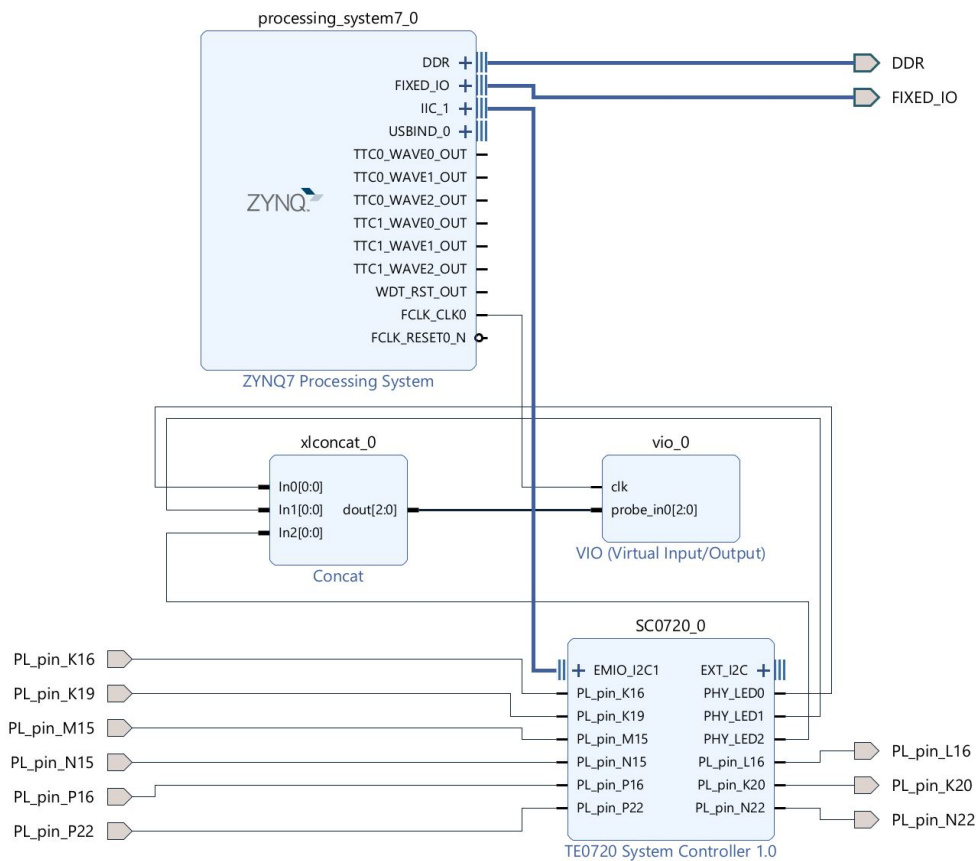 processing_system7_0
DDR
FIXED_IO
IIC_1
USBIND_0
TTC0_WAVE0_OUT
TTC0_WAVE1_OUT
TTC0_WAVE2_OUT
TTC1_WAVE0_OUT
TTC1_WAVE1_OUT
TTC1_WAVE2_OUT
WDT_RST_OUT
FCLK_CLK0
FCLK_RESET0_N
ZYNQ
ZYNQ7 Processing System
DDR
FIXED_IO
xlconcat_0
In0[0:0]
In1[0:0]
In2[0:0]
dout[2:0]
Concat
vio_0
clk
probe_in0[2:0]
VIO (Virtual Input/Output)
PL_pin_K16
PL_pin_K19
PL_pin_M15
PL_pin_N15
PL_pin_P16
PL_pin_P22
SC0720_0
EMIO_I2C1
PL_pin_K16
PL_pin_K19
PL_pin_M15
PL_pin_N15
PL_pin_P16
PL_pin_P22
EXT_I2C
PHY_LED0
PHY_LED1
PHY_LED2
PL_pin_L16
PL_pin_K20
PL_pin_N22
TE0720 System Controller 1.0
PL_pin_L16
PL_pin_K20
PL_pin_N22